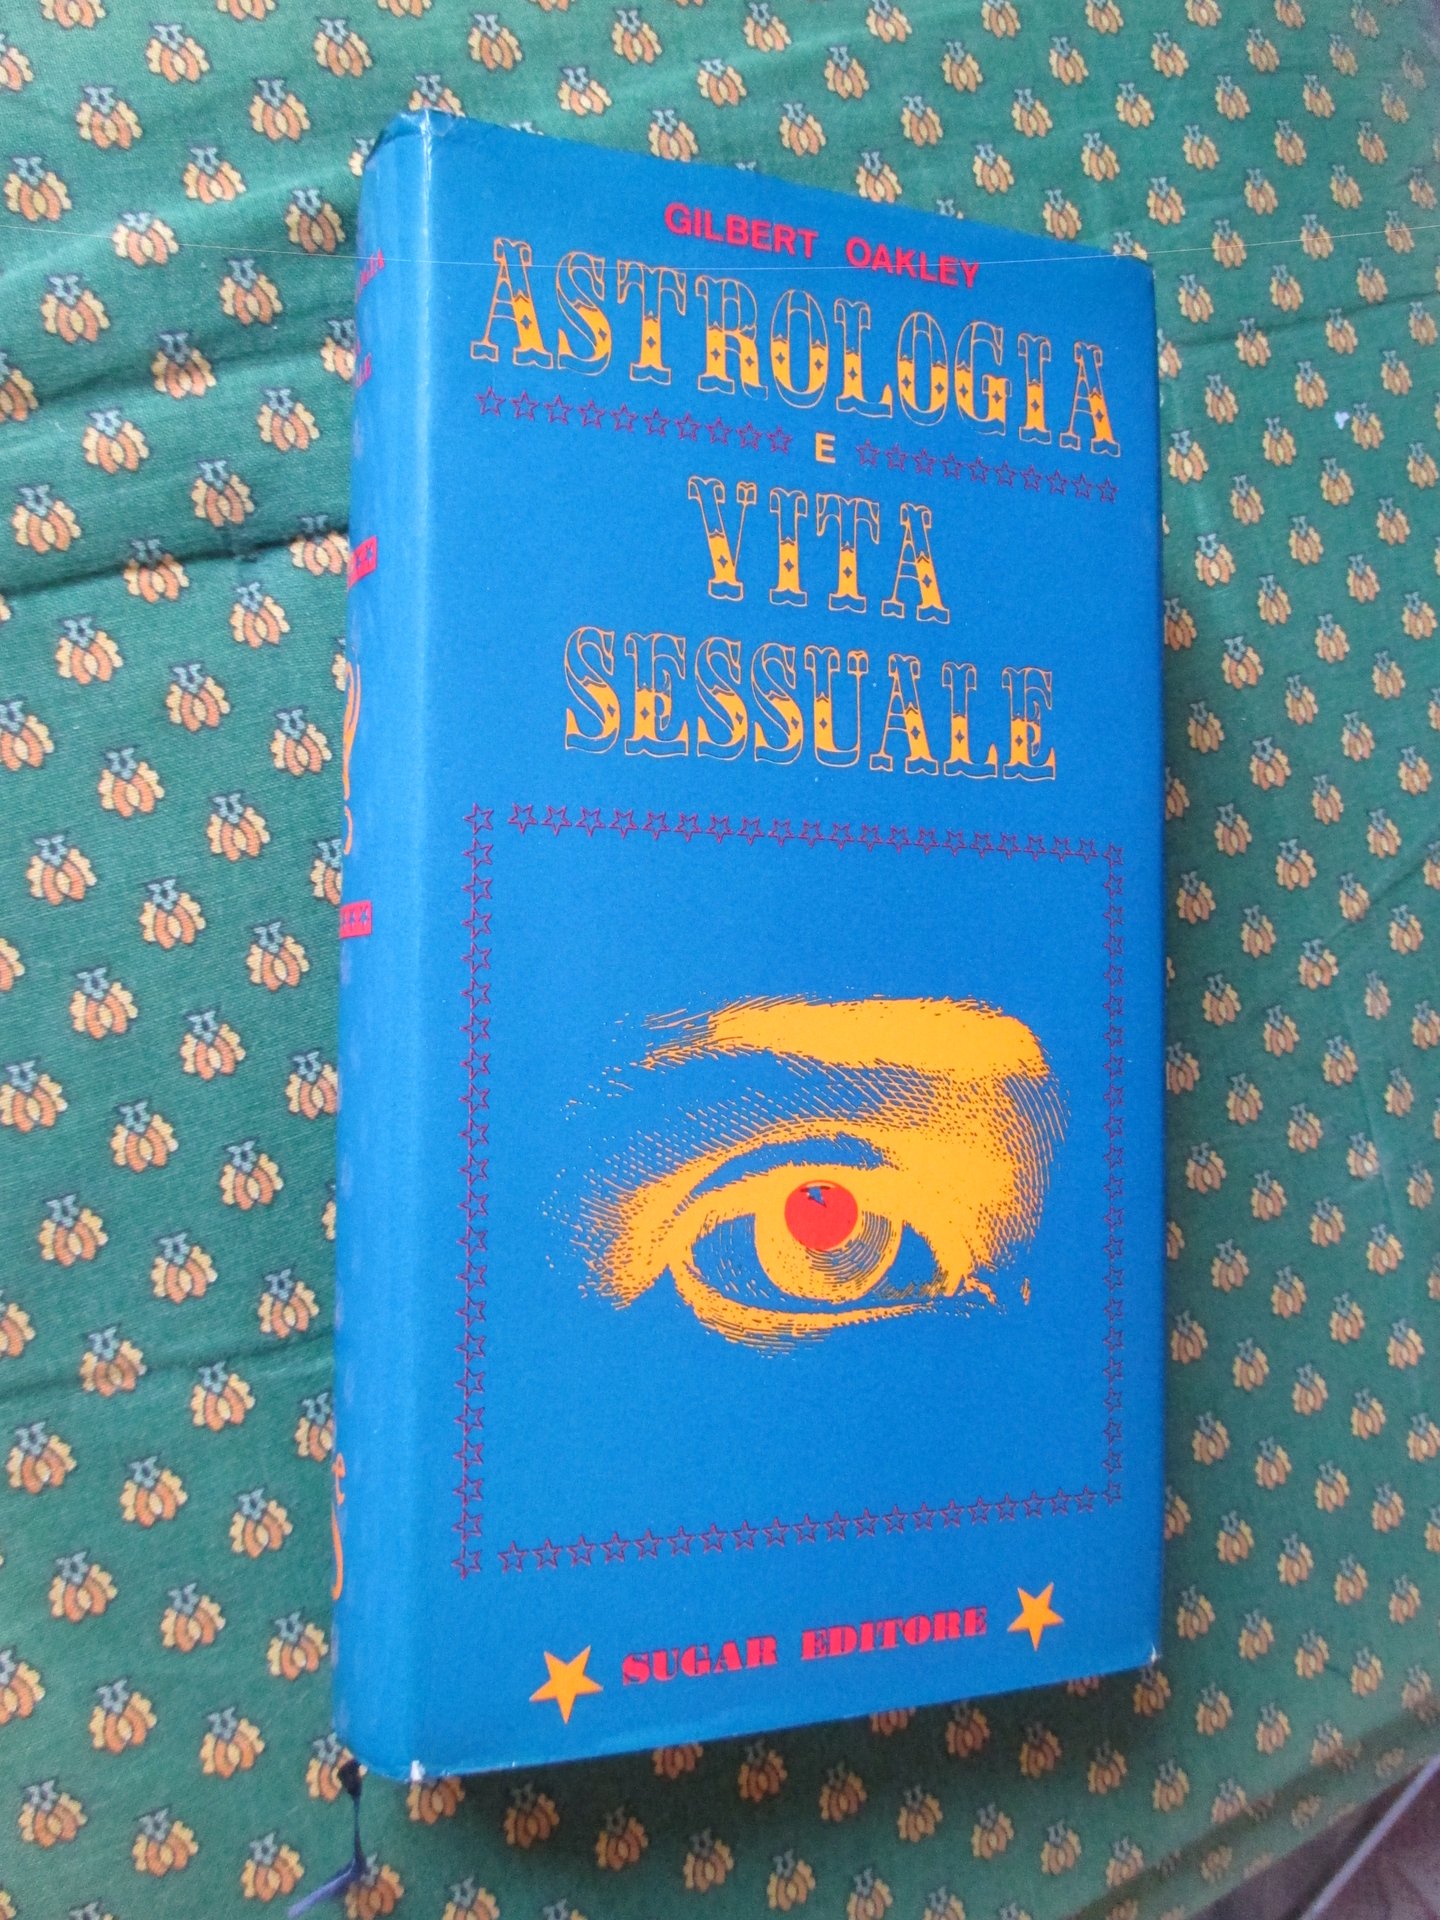 GILBERT OAKLEY
ASTROLOGIA
E
VITA
SESSUALE
SUGAR EDITORE